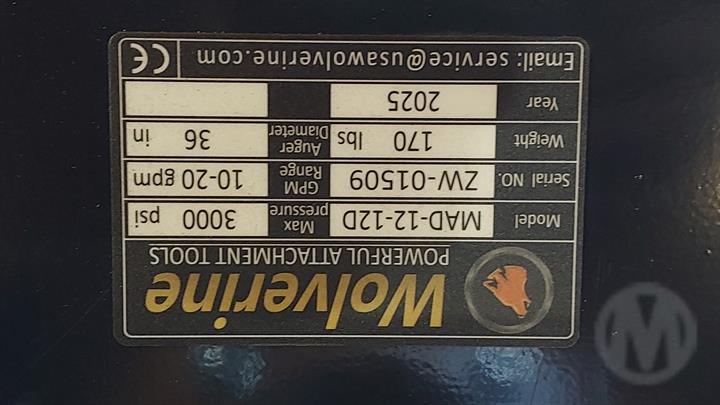 Wolverine
POWERFUL ATTACHMENT TOOLS
Model MAD-12-12D Max pressure 3000 psi
Serial NO. ZW-01509 GPM Range 10-20 gpm
Weight 170 lbs Auger Diameter 36 in
Year 2025
Email: service@usawolverine.com CE
M